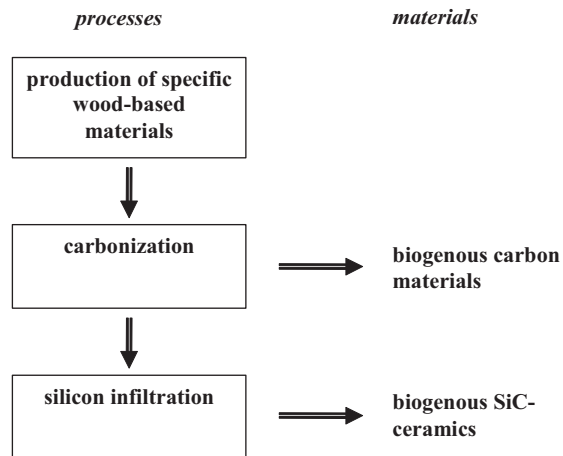 processes
materials
production of specific
wood-based
materials
carbonization
biogenous carbon
materials
silicon infiltration
biogenous SiC-
ceramics